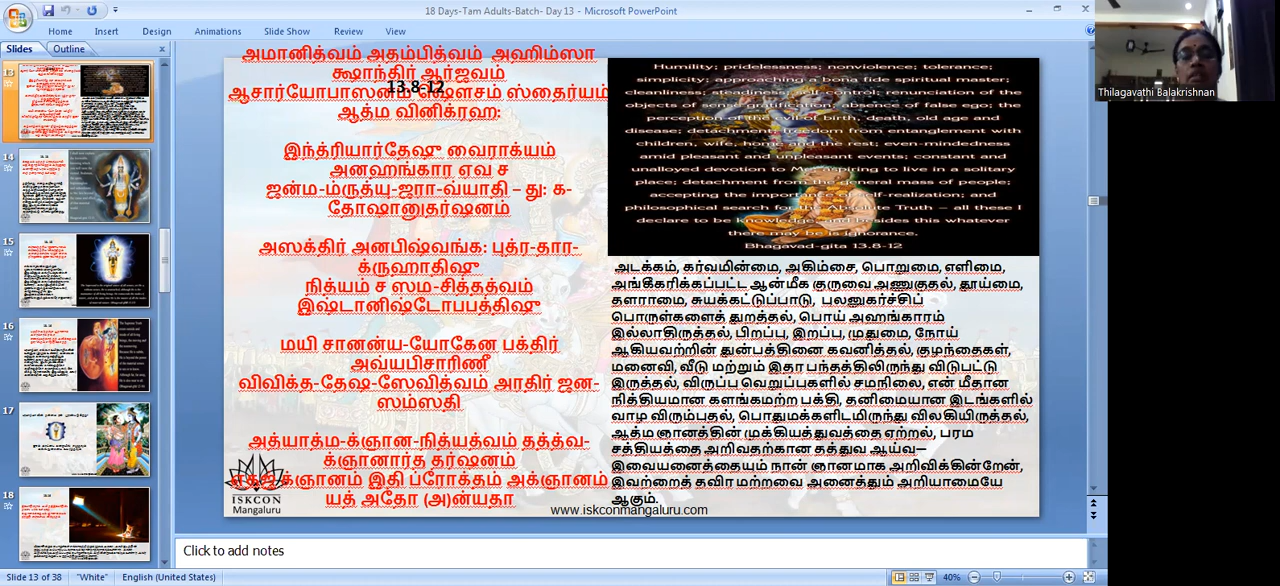 18 Days-Tam Adults-Batch- Day 13 - Microsoft PowerPoint
Home Insert Design Animations Slide Show Review View
Slides Outline
13
14
15
16
17
18
அமானித்வம் அதம்பித்வம் அஹிம்ஸா
க்ஷாந்திர் ஆர்ஜவம்
13.8-12
ஆசார்யோபாஸனம் ஷௌசம் ஸ்தைர்யம்
ஆத்ம வினிக்ரஹ:
இந்த்ரியார்தேஷு வைராக்யம்
அனஹங்கார ஏவ ச
ஜன்ம-ம்ருத்யு-ஜரா-வ்யாதி – து: க-
தோஷானுதர்ஷனம்
அஸக்திர் அனபிஷ்வங்க: புத்ர-தார-
க்ருஹாதிஷு
நித்யம் ச ஸம-சித்தத்வம்
இஷ்டானிஷ்டோபபத்திஷு
மயி சானன்ய-யோகேன பக்திர்
அவ்யபிசாரிணீ
விவிக்த-தேஷ-ஸேவித்வம் அரதிர் ஜன-
ஸம்ஸதி
அத்யாத்ம-க்ஞான-நித்யத்வம் தத்த்வ-
க்ஞானார்த தர்ஷனம்
க்ஞானம் இதி ப்ரோக்தம் அக்ஞானம்
யத் அதோ (அ)ன்யதா
ISKCON
Mangaluru
Humility; pridelessness; nonviolence; tolerance;
simplicity; approaching a bona fide spiritual master;
cleanliness; steadiness; self-control; renunciation of the
objects of sense gratification; absence of false ego; the
perception of the evil of birth, death, old age and
disease; detachment; freedom from entanglement with
children, wife, home and the rest; even-mindedness
amid pleasant and unpleasant events; constant and
unalloyed devotion to Me; aspiring to live in a solitary
place; detachment from the general mass of people;
accepting the importance of self-realization; and
philosophical search for the Absolute Truth – all these I
declare to be knowledge, and besides this whatever
there may be is ignorance.
Bhagavad-gita 13.8-12
அடக்கம், கர்வமின்மை, அகிம்சை, பொறுமை, எளிமை,
அங்கீகரிக்கப்பட்ட ஆன்மீக குருவை அணுகுதல், தூய்மை,
தளராமை, சுயக்கட்டுப்பாடு, புலனுகர்ச்சிப்
பொருள்களைத் துறத்தல், பொய் அஹங்காரம்
இல்லாதிருத்தல், பிறப்பு, இறப்பு, முதுமை, நோய்
ஆகியவற்றின் துன்பத்தினை கவனித்தல், குழந்தைகள்,
மனைவி, வீடு மற்றும் இதர பந்தத்திலிருந்து விடுபட்டு
இருத்தல், விருப்பு வெறுப்புகளில் சமநிலை, என் மீதான
நித்தியமான களங்கமற்ற பக்தி, தனிமையான இடங்களில்
வாழ விரும்புதல், பொதுமக்களிடமிருந்து விலகியிருத்தல்,
ஆத்ம ஞானத்தின் முக்கியத்துவத்தை ஏற்றல், பரம
சத்தியத்தை அறிவதற்கான தத்துவ ஆய்வு—
இவையனைத்தையும் நான் ஞானமாக அறிவிக்கின்றேன்,
இவற்றைத் தவிர மற்றவை அனைத்தும் அறியாமையே
ஆகும்.
www.iskconmangaluru.com
Click to add notes
Slide 13 of 38 "White" English (United States) 40%
Thilagavathi Balakrishnan